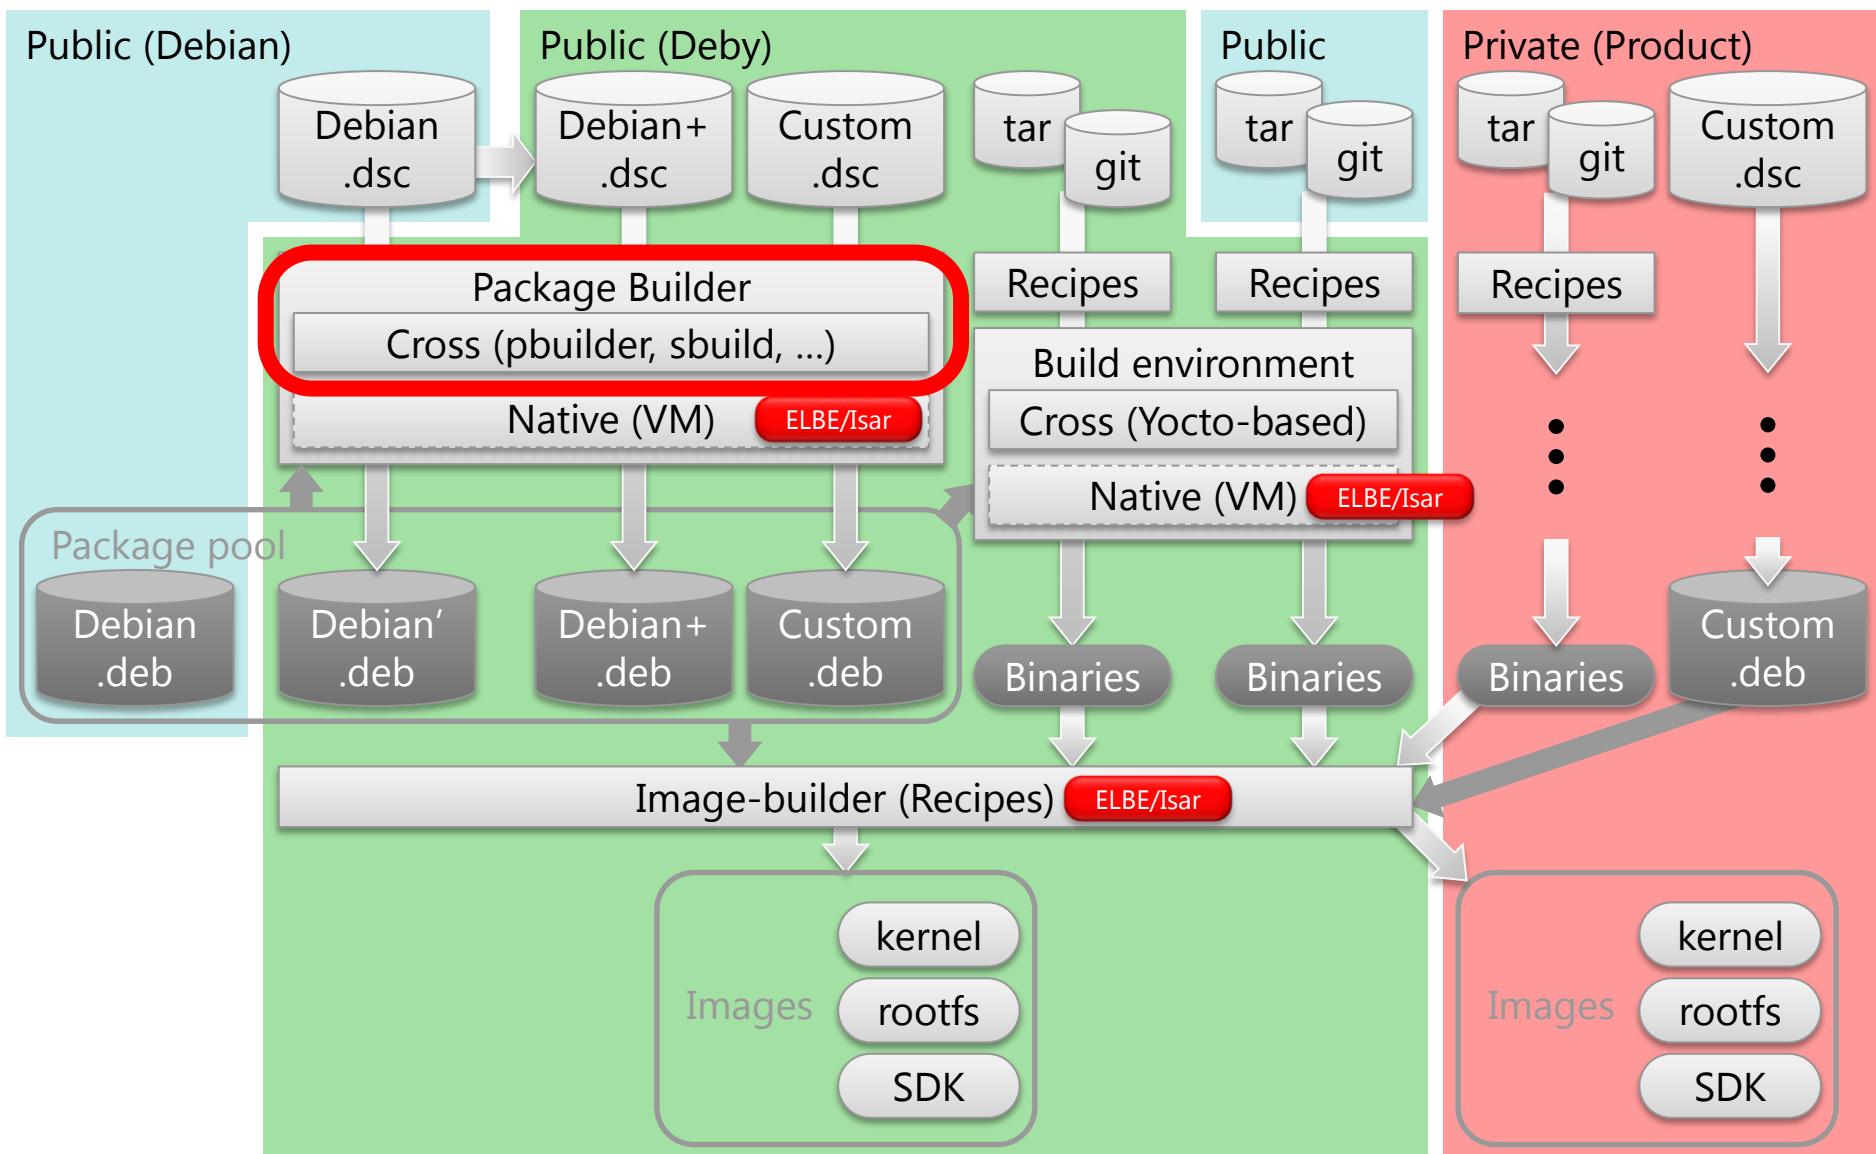 Public (Debian)
Public (Deby)
Public
Private (Product)
Debian
.dsc
Debian+
.dsc
Custom
.dsc
tar
git
tar
git
tar
git
Custom
.dsc
Package Builder
Cross (pbuilder, sbuild, ...)
Native (VM)
ELBE/Isar
Recipes
Recipes
Recipes
Build environment
Cross (Yocto-based)
Native (VM)
ELBE/Isar
Package pool
Debian
.deb
Debian’
.deb
Debian+
.deb
Custom
.deb
Binaries
Binaries
Binaries
Custom
.deb
Image-builder (Recipes)
ELBE/Isar
Images
kernel
rootfs
SDK
Images
kernel
rootfs
SDK